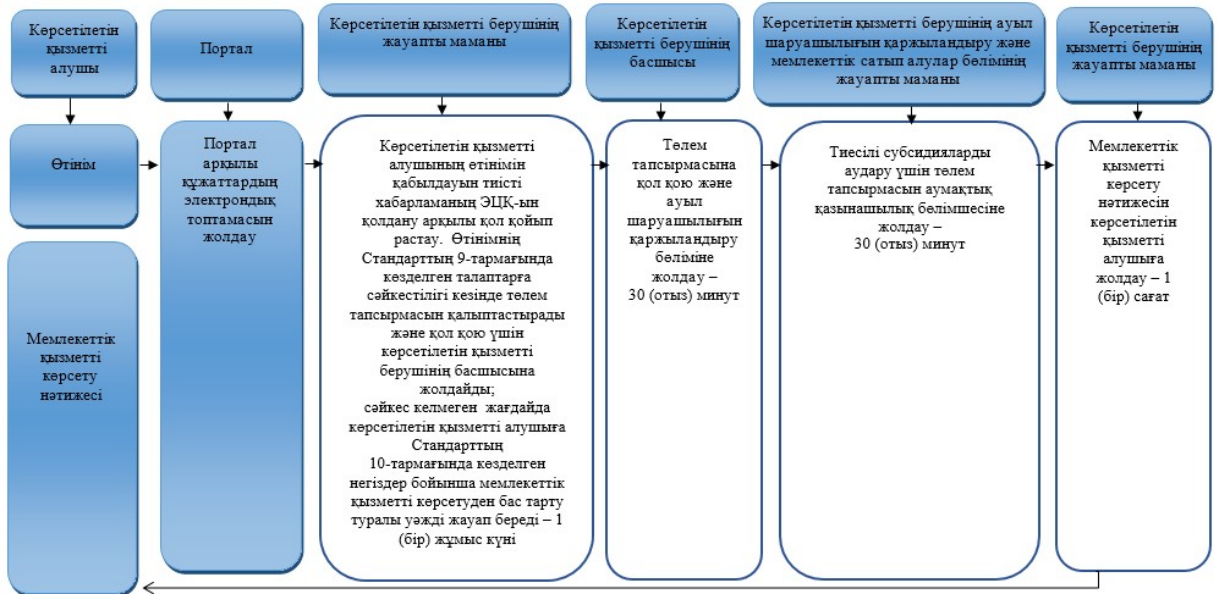 Көрсетілетін
қызметті
алушы
Портал
Көрсетілетін қызметті берушінің
жауапты маманы
Көрсетілетін
қызметті берушінің
басшысы
Көрсетілетін қызметті берушінің ауыл
шаруашылығын қаржыландыру және
мемлекеттік сатып алулар бөлімінің
жауапты маманы
Көрсетілетін
қызметті берушінің
жауапты маманы
Өтінім
Портал
арқылы
құжаттардың
электрондық
топтамасын
жолдау
Көрсетілетін қызметті
алушының өтінімін
қабылдауын тиісті
хабарламаның ЭЦҚ-ын
қолдану арқылы қол қойып
растау. Өтінімнің
Стандарттың 9-тармағында
көзделген талаптарға
сәйкестілігі кезінде төлем
тапсырмасын қалыптастырады
және қол қою үшін
көрсетілетін қызметті
берушінің басшысына
жолдайды;
сәйкес келмеген жағдайда
көрсетілетін қызметті алушыға
Стандарттың
10-тармағында көзделген
негіздер бойынша мемлекеттік
қызметті көрсетуден бас тарту
туралы уәжді жауап береді – 1
(бір) жұмыс күні
Төлем
тапсырмасына
қол қою және
ауыл
шаруашылығын
қаржыландыру
бөліміне
жолдау –
30 (отыз) минут
Тиесілі субсидияларды
аудару үшін төлем
тапсырмасын аумақтық
қазынашылық бөлімшесіне
жолдау –
30 (отыз) минут
Мемлекеттік
қызметті
көрсету
нәтижесін
көрсетілетін
қызметті
алушыға
жолдау – 1
(бір) сағат
Мемлекеттік
қызметті
көрсету
нәтижесі